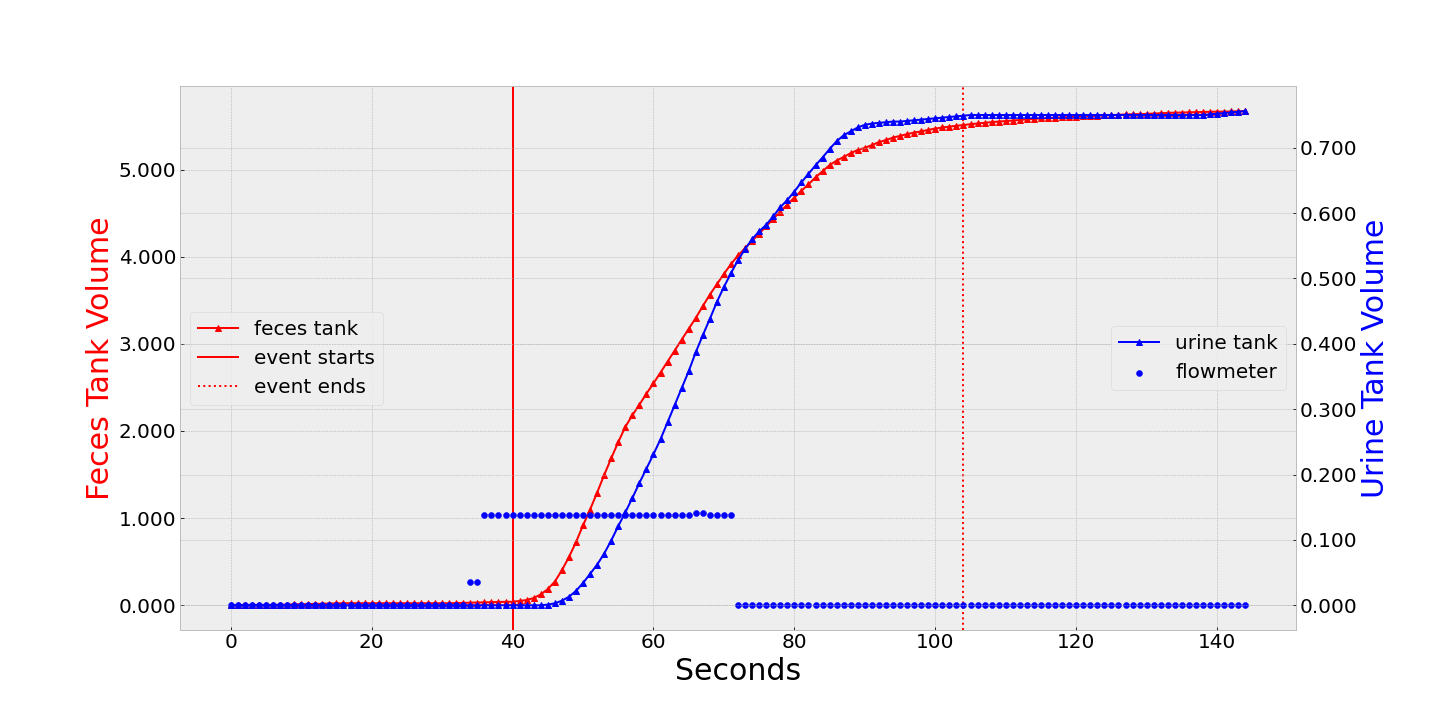 Feces Tank Volume
5.000
4.000
3.000
2.000
1.000
0.000
feces tank
event starts
event ends
urine tank
flowmeter
0.700
0.600
0.500
0.400
0.300
0.200
0.100
0.000
Urine Tank Volume
0 20 40 60 80 100 120 140
Seconds